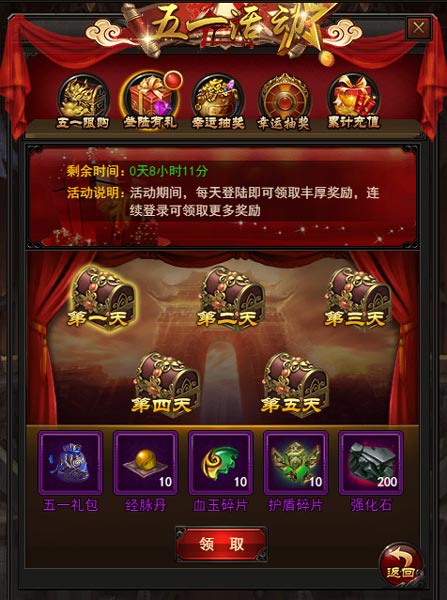 五一活动
五一限购
登陆有礼
幸运抽奖
幸运抽奖
累计充值
剩余时间：0天8小时11分
活动说明：活动期间，每天登陆即可领取丰厚奖励，连
续登录可领取更多奖励
第一天
第二天
第三天
第四天
第五天
10
10
10
200
五一礼包
经脉丹
血玉碎片
护盾碎片
强化石
领取
返回